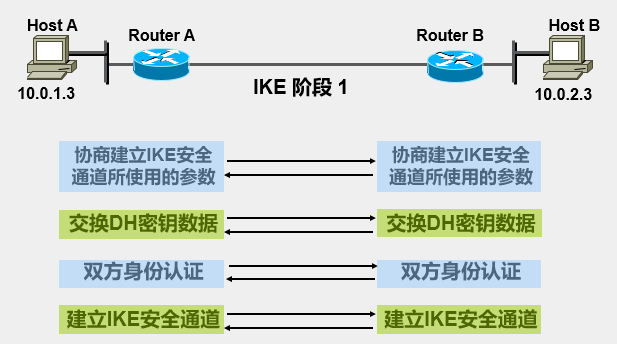 Host A
Router A
Router B
Host B
10.0.1.3
IKE 阶段 1
10.0.2.3
协商建立IKE安全
通道所使用的参数
协商建立IKE安全
通道所使用的参数
交换DH密钥数据
交换DH密钥数据
双方身份认证
双方身份认证
建立IKE安全通道
建立IKE安全通道